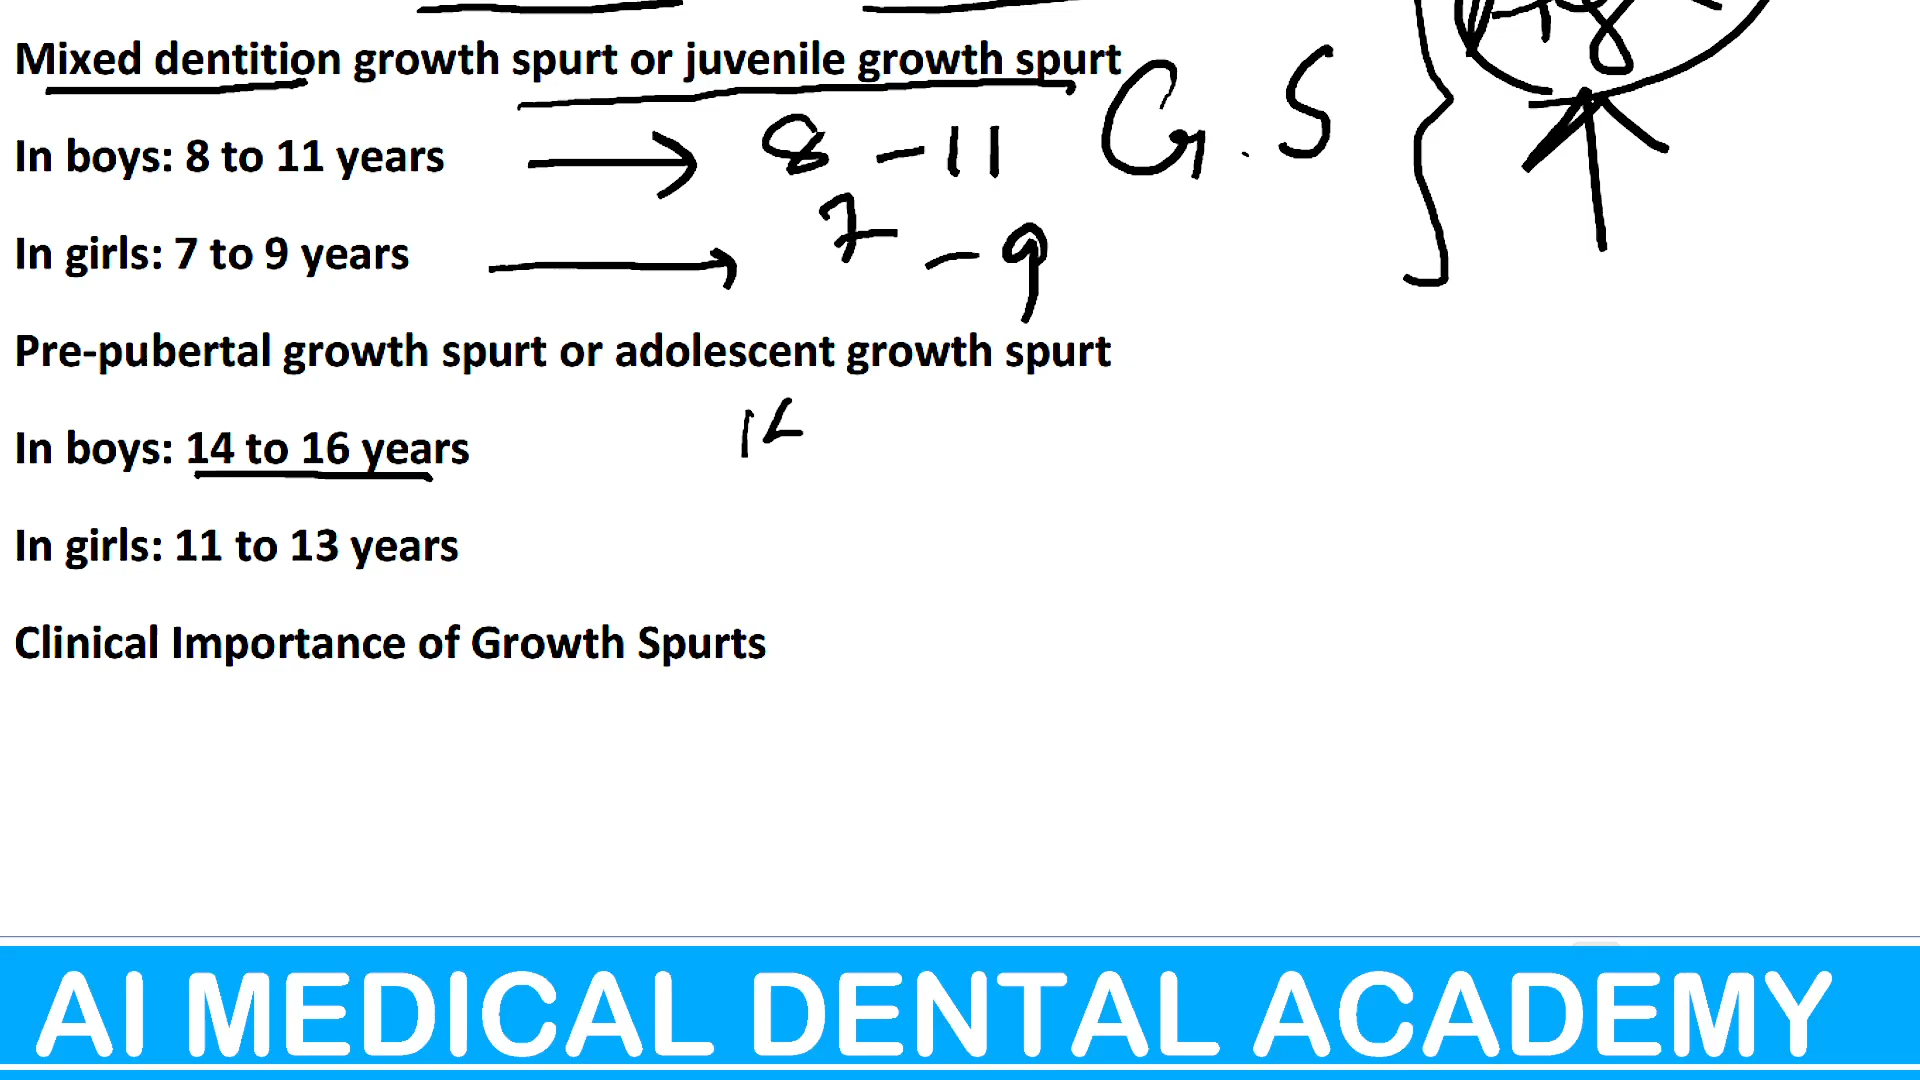 Mixed dentition growth spurt or juvenile growth spurt
G.S
In boys: 8 to 11 years
8 - 11
In girls: 7 to 9 years
7 - 9
Pre-pubertal growth spurt or adolescent growth spurt
In boys: 14 to 16 years
In girls: 11 to 13 years
Clinical Importance of Growth Spurts
AI MEDICAL DENTAL ACADEMY